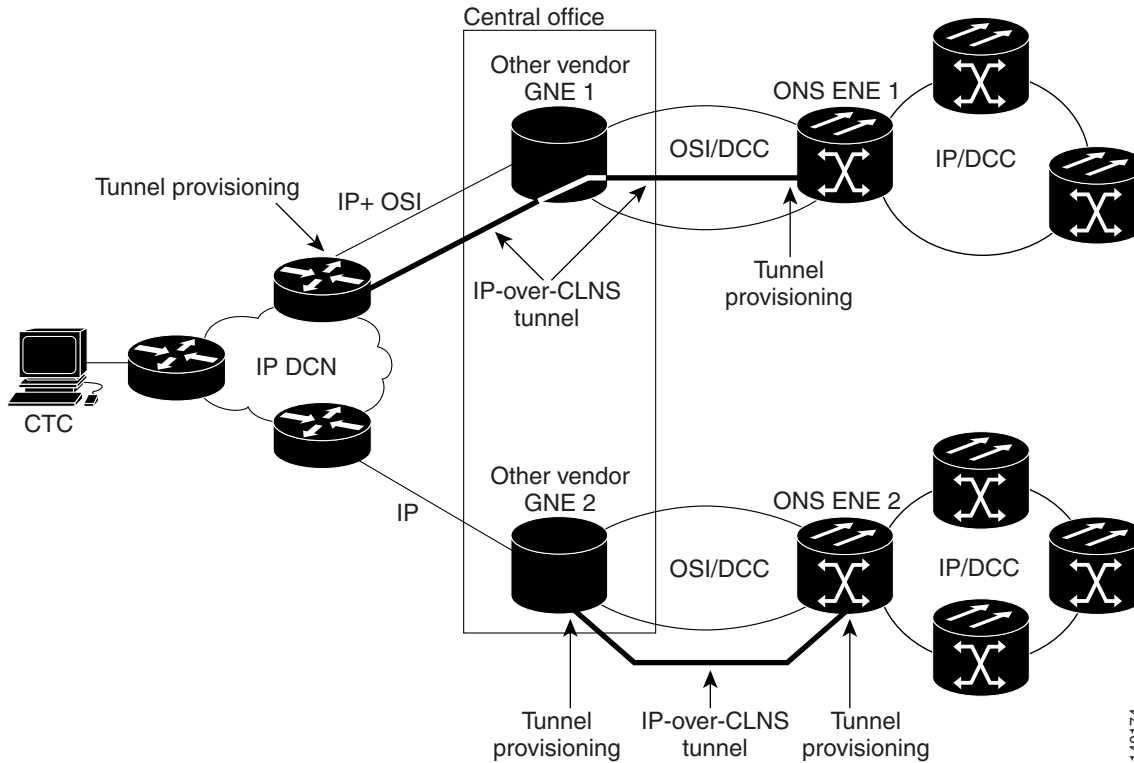 Central office
Other vendor
GNE 1
ONS ENE 1
OSI/DCC
IP/DCC
Tunnel provisioning
IP+ OSI
IP-over-CLNS
tunnel
Tunnel
provisioning
IP DCN
CTC
Other vendor
GNE 2
ONS ENE 2
IP
OSI/DCC
IP/DCC
Tunnel
provisioning
IP-over-CLNS
tunnel
Tunnel
provisioning